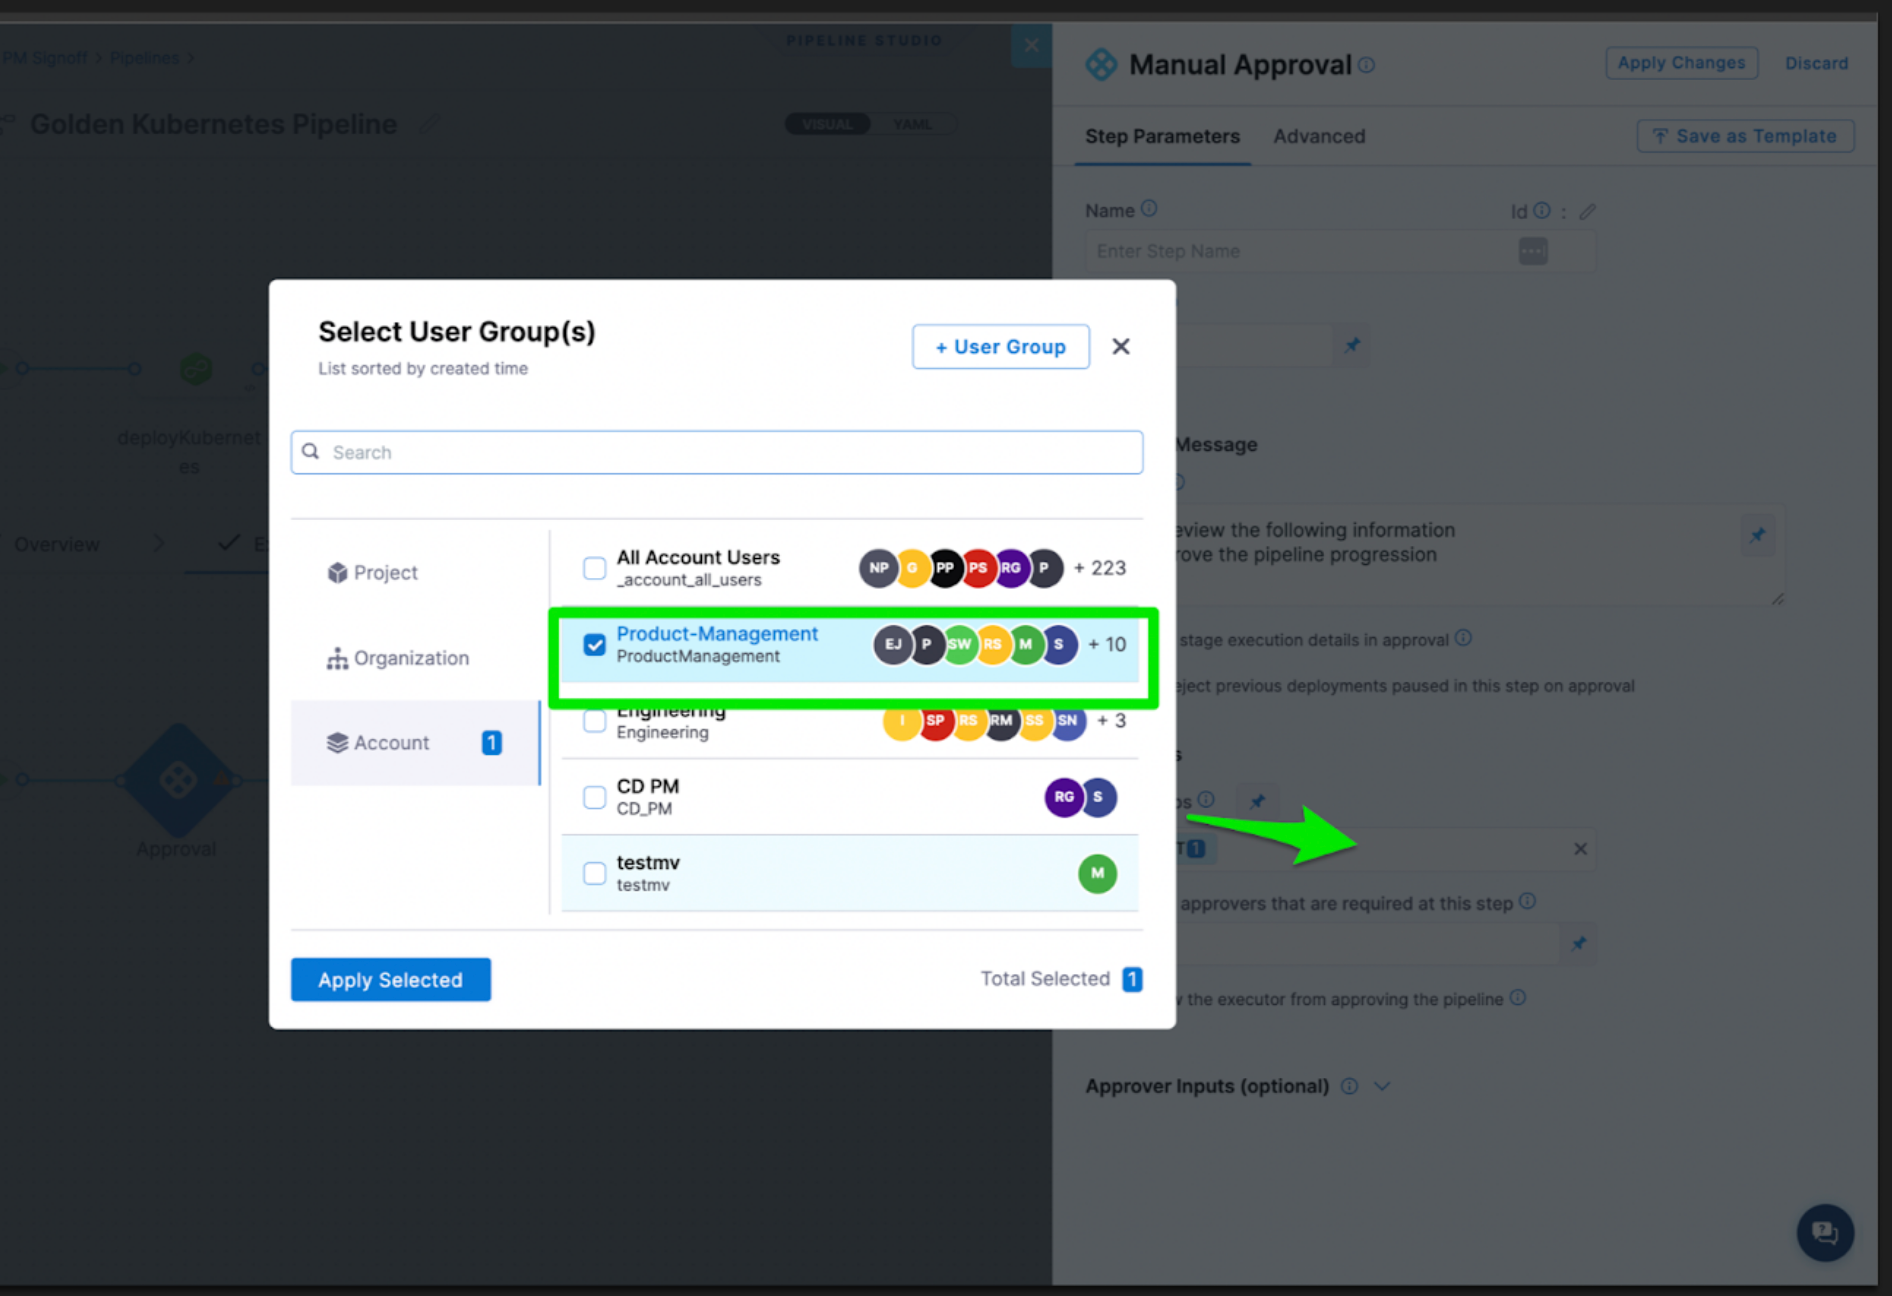 PIPELINE STUDIO
PM Signoff > Pipelines >
Golden Kubernetes Pipeline
VISUAL YAML
Manual Approval
Apply Changes
Discard
Step Parameters
Advanced
Save as Template
Name
Id :
Enter Step Name
Select User Group(s)
List sorted by created time
+ User Group
Search
Project
Organization
Account 1
All Account Users
_account_all_users
NP G PP PS RG P + 223
Product-Management
ProductManagement
EJ P SW RS M S + 10
Engineering
Engineering
I SP RS RM SS SN + 3
CD PM
CD_PM
RG S
testmv
testmv
M
Apply Selected
Total Selected 1
deployKubernet
es
Overview
Approval
Message
the following information
the pipeline progression
stage execution details in approval
previous deployments paused in this step on approval
1
approvers that are required at this step
the executor from approving the pipeline
Approver Inputs (optional)